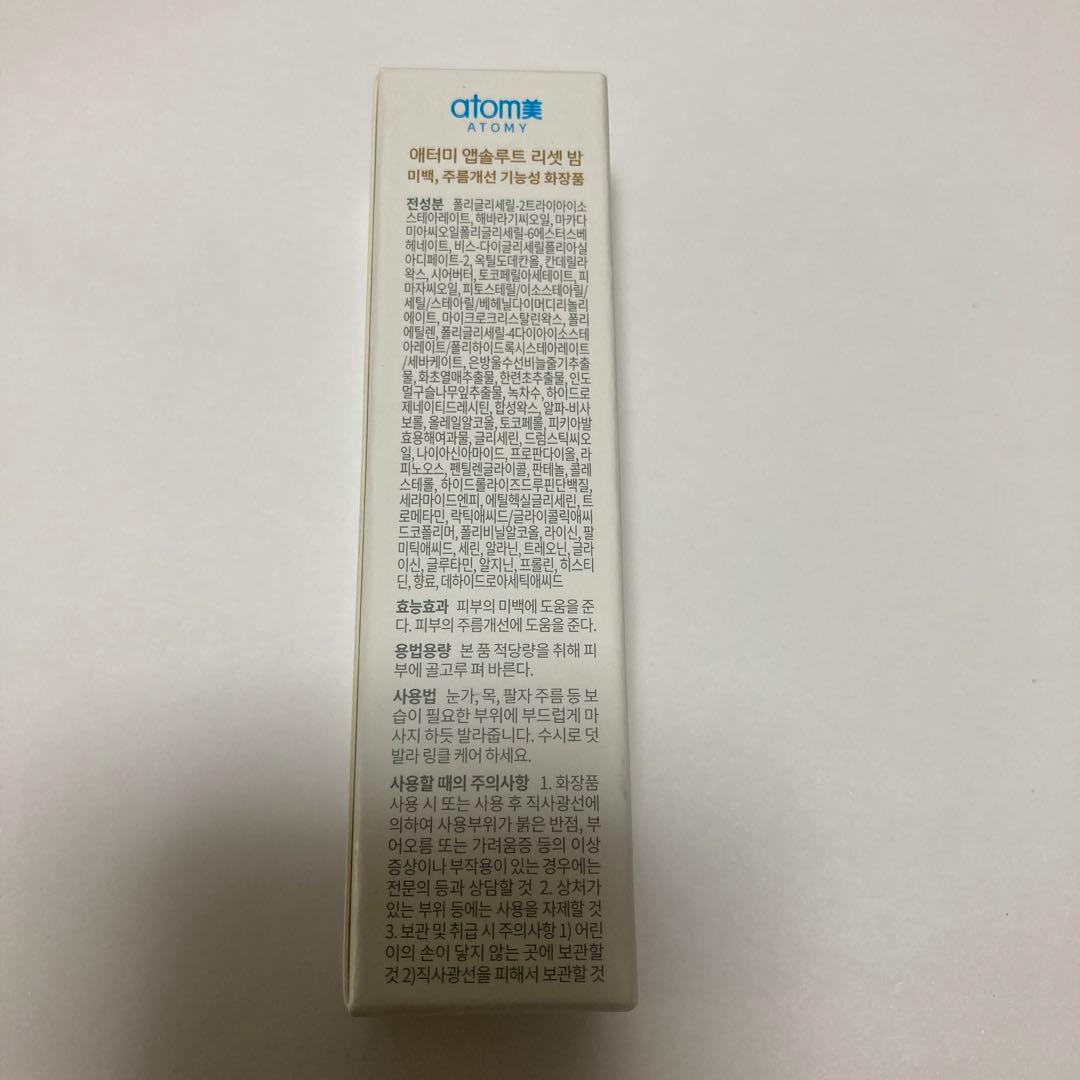 atom美
ATOMY
애터미 앱솔루트 리셋 밤
미백, 주름개선 기능성 화장품
전성분 폴리글리세릴-2트라이아이소
스테아레이트, 해바라기씨오일, 마카다
미아씨오일폴리글리세릴-6에스터스베
헤네이트, 비스-다이글리세릴폴리아실
아디페이트-2, 옥틸도데칸올, 칸데릴라
왁스, 시어버터, 토코페릴아세테이트, 피
마자씨오일, 피토스테릴/이소스테아릴/
세틸/스테아릴/베헤닐다이머디리놀리
에이트, 마이크로크리스탈린왁스, 폴리
에틸렌, 폴리글리세릴-4다이아이소스테
아레이트/폴리하이드록시스테아레이트
/세바케이트, 은방울수선비늘줄기추출
물, 화초열매추출물, 한련초추출물, 인도
멀구슬나무잎추출물, 녹차수, 하이드로
제네이티드레시틴, 합성왁스, 알파-비사
보롤, 올레일알코올, 토코페롤, 피키아발
효용해여과물, 글리세린, 드럼스틱씨오
일, 나이아신아마이드, 프로판다이올, 라
피노오스, 펜틸렌글라이콜, 판테놀, 콜레
스테롤, 하이드롤라이즈드루핀단백질,
세라마이드엔피, 에틸헥실글리세린, 트
로메타민, 락틱애씨드/글라이콜릭애씨
드코폴리머, 폴리비닐알코올, 라이신, 팔
미틱애씨드, 세린, 알라닌, 트레오닌, 글라
이신, 글루타민, 알지닌, 프롤린, 히스티
딘, 향료, 데하이드로아세틱애씨드
효능효과 피부의 미백에 도움을 준
다. 피부의 주름개선에 도움을 준다.
용법용량 본 품 적당량을 취해 피
부에 골고루 펴 바른다.
사용법 눈가, 목, 팔자 주름 등 보
습이 필요한 부위에 부드럽게 마
사지 하듯 발라줍니다. 수시로 덧
발라 링클 케어 하세요.
사용할 때의 주의사항 1. 화장품
사용 시 또는 사용 후 직사광선에
의하여 사용부위가 붉은 반점, 부
어오름 또는 가려움증 등의 이상
증상이나 부작용이 있는 경우에는
전문의 등과 상담할 것 2. 상처가
있는 부위 등에는 사용을 자제할 것
3. 보관 및 취급 시 주의사항 1) 어린
이의 손이 닿지 않는 곳에 보관할
것 2)직사광선을 피해서 보관할 것